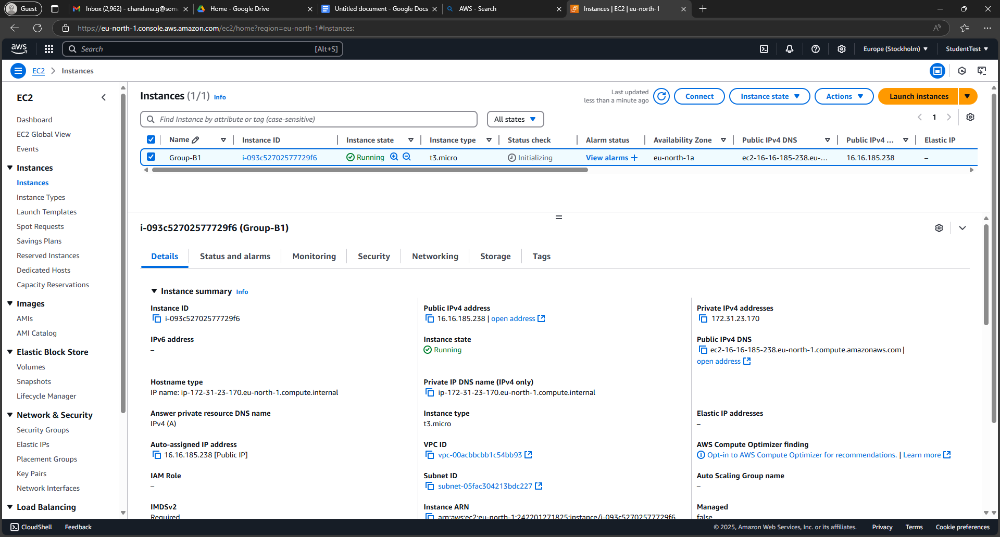 Guest
Inbox (2,962) - chandana.g@som
Home - Google Drive
Untitled document - Google Docs
AWS - Search
Instances | EC2 | eu-north-1
https://eu-north-1.console.aws.amazon.com/ec2/home?region=eu-north-1#Instances:
aws
Search
[Alt+S]
Europe (Stockholm)
StudentTest
EC2
Instances
EC2
Dashboard
EC2 Global View
Events
Instances
Instances
Instance Types
Launch Templates
Spot Requests
Savings Plans
Reserved Instances
Dedicated Hosts
Capacity Reservations
Images
AMIs
AMI Catalog
Elastic Block Store
Volumes
Snapshots
Lifecycle Manager
Network & Security
Security Groups
Elastic IPs
Placement Groups
Key Pairs
Network Interfaces
Load Balancing
Instances (1/1) Info
Last updated
less than a minute ago
Connect
Instance state
Actions
Launch instances
Find Instance by attribute or tag (case-sensitive)
All states
1
Name Instance ID Instance state Instance type Status check Alarm status Availability Zone Public IPv4 DNS Public IPv4 ... Elastic IP
Group-B1 i-093c52702577729f6 Running t3.micro Initializing View alarms + eu-north-1a ec2-16-16-185-238.eu-... 16.16.185.238 –
i-093c52702577729f6 (Group-B1)
Details
Status and alarms
Monitoring
Security
Networking
Storage
Tags
Instance summary Info
Instance ID
i-093c52702577729f6
Public IPv4 address
16.16.185.238 | open address
Private IPv4 addresses
172.31.23.170
IPv6 address
–
Instance state
Running
Public IPv4 DNS
ec2-16-16-185-238.eu-north-1.compute.amazonaws.com |
open address
Hostname type
IP name: ip-172-31-23-170.eu-north-1.compute.internal
Private IP DNS name (IPv4 only)
ip-172-31-23-170.eu-north-1.compute.internal
Answer private resource DNS name
IPv4 (A)
Instance type
t3.micro
Elastic IP addresses
–
Auto-assigned IP address
16.16.185.238 [Public IP]
VPC ID
vpc-00acbbcbb1c54bb93
AWS Compute Optimizer finding
Opt-in to AWS Compute Optimizer for recommendations. | Learn more
IAM Role
–
Subnet ID
subnet-05fac304213bdc227
Auto Scaling Group name
–
IMDSv2
Required
Instance ARN
arn:aws:ec2:eu-north-1:242201271825:instance/i-093c52702577729f6
Managed
false
CloudShell
Feedback
© 2025, Amazon Web Services, Inc. or its affiliates.
Privacy
Terms
Cookie preferences